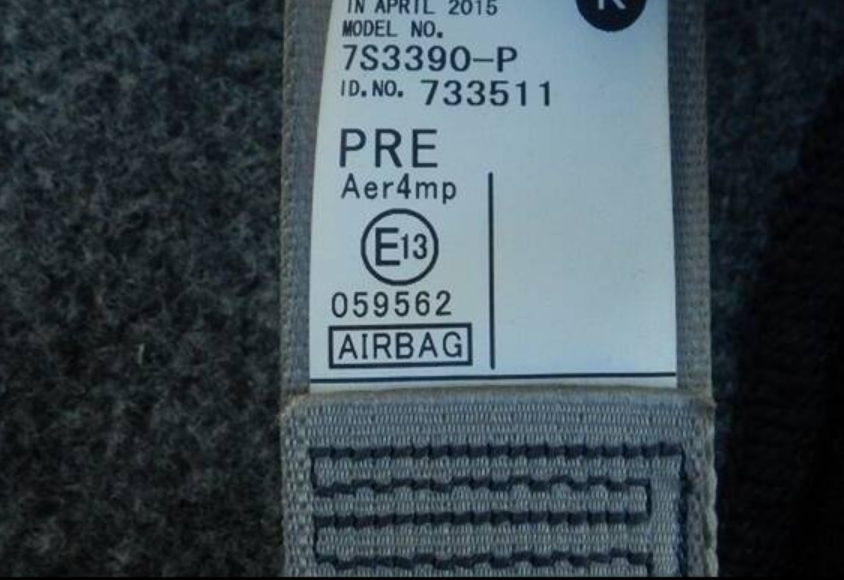 IN APRIL 2015
MODEL NO.
7S3390-P
ID.NO. 733511
PRE
Aer4mp
E13
059562
AIRBAG